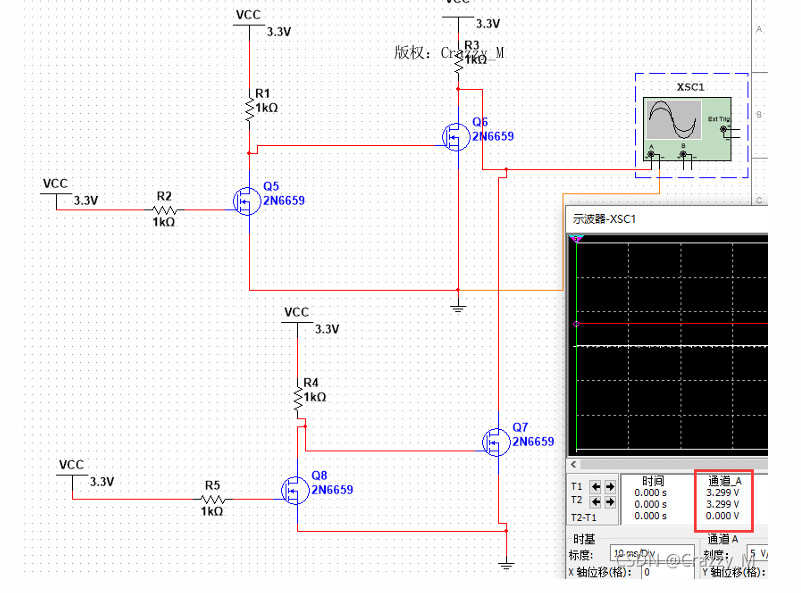 VCC
3.3V
VCC
3.3V
版权：Crazzy_M
R3
1kΩ
R1
1kΩ
Q6
2N6659
XSC1
Ext Trig
A
B
A
B
C
VCC
3.3V
R2
1kΩ
Q5
2N6659
示波器-XSC1
VCC
3.3V
R4
1kΩ
Q7
2N6659
VCC
3.3V
R5
1kΩ
Q8
2N6659
时间
通道_A
T1
0.000 s
3.299 V
T2
0.000 s
3.299 V
T2-T1
0.000 s
0.000 V
时基
通道 A
标度:
10 ms/Div
刻度:
5 V/
X 轴位移(格):
0
Y 轴位移(格):
CSDN @Crazzy_M